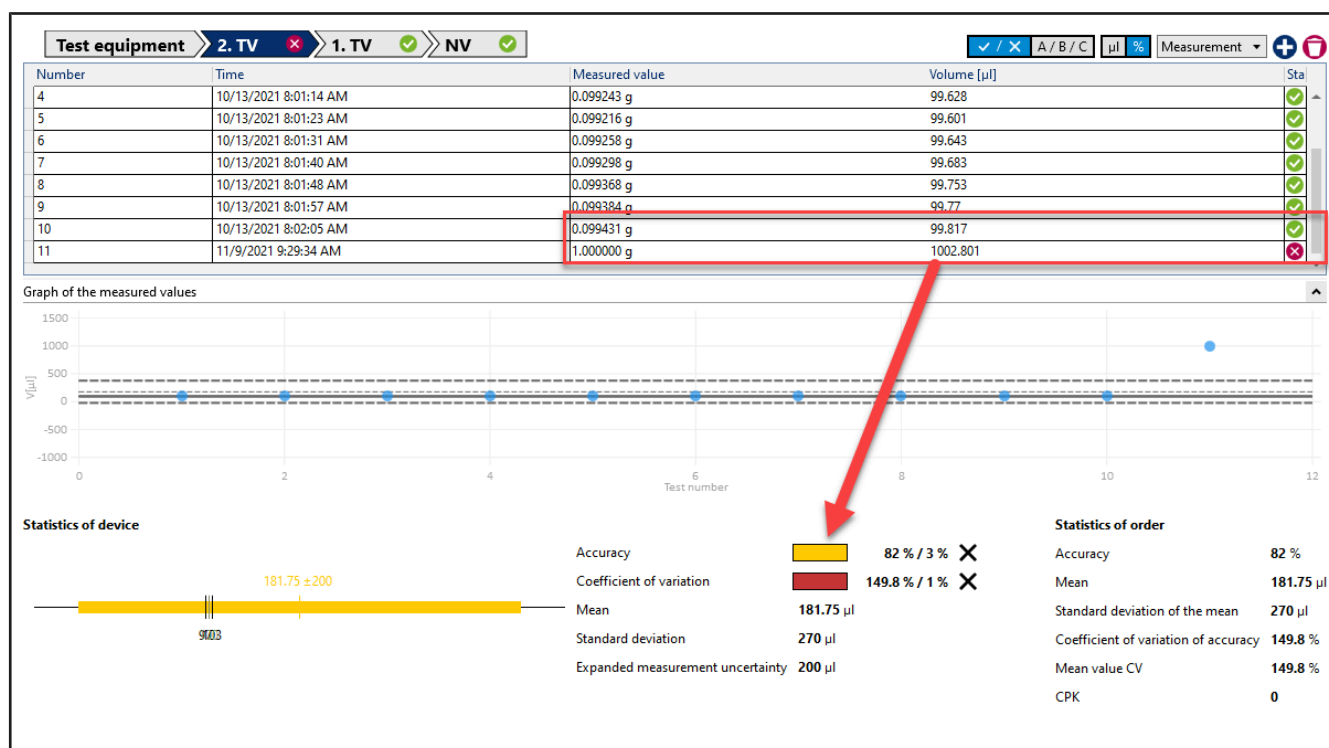 Test equipment 2. TV 1. TV NV A / B / C µl % Measurement
Number Time Measured value Volume [µl] Sta
4 10/13/2021 8:01:14 AM 0.099243 g 99.628
5 10/13/2021 8:01:23 AM 0.099216 g 99.601
6 10/13/2021 8:01:31 AM 0.099258 g 99.643
7 10/13/2021 8:01:40 AM 0.099298 g 99.683
8 10/13/2021 8:01:48 AM 0.099368 g 99.753
9 10/13/2021 8:01:57 AM 0.099384 g 99.77
10 10/13/2021 8:02:05 AM 0.099431 g 99.817
11 11/9/2021 9:29:34 AM 1.000000 g 1002.801
Graph of the measured values
1500
1000
500
0
-500
-1000
V[µl]
0 2 4 6 8 10 12
Test number
Statistics of device
181.75 ±200
Accuracy 82 % / 3 %
Coefficient of variation 149.8 % / 1 %
Mean 181.75 µl
Standard deviation 270 µl
Expanded measurement uncertainty 200 µl
Statistics of order
Accuracy 82 %
Mean 181.75 µl
Standard deviation of the mean 270 µl
Coefficient of variation of accuracy 149.8 %
Mean value CV 149.8 %
CPK 0